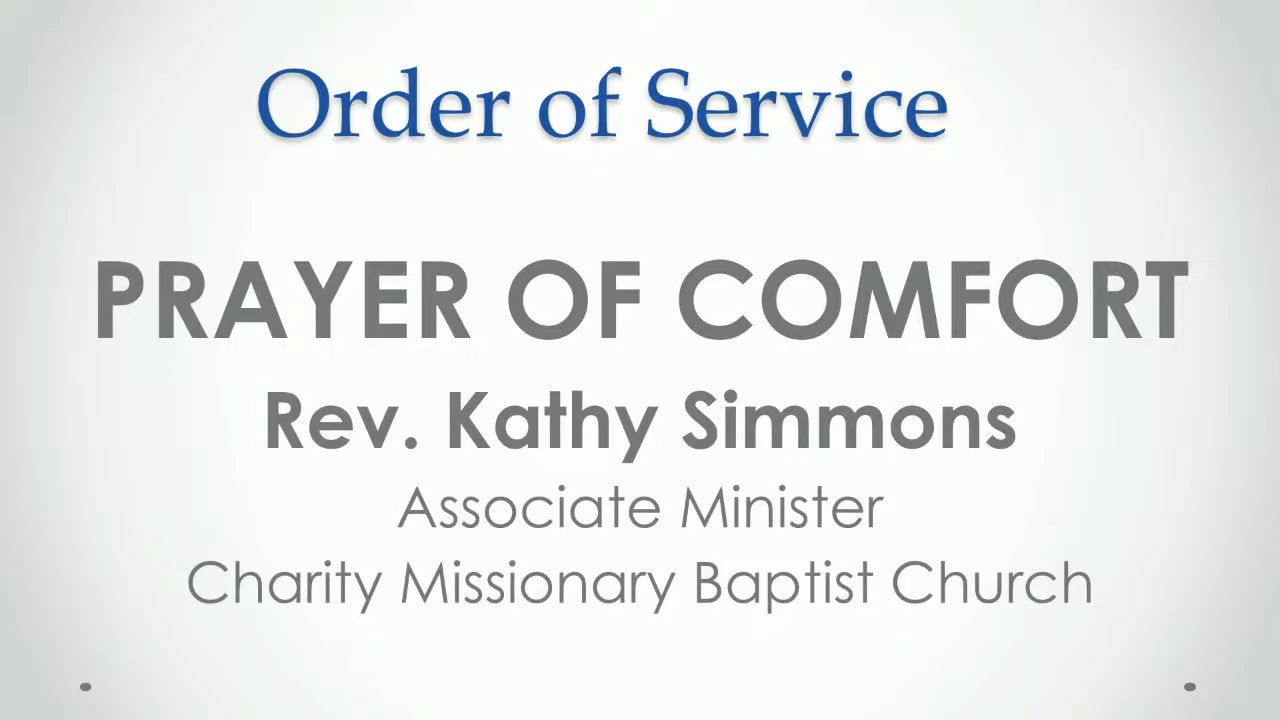 Order of Service
PRAYER OF COMFORT
Rev. Kathy Simmons
Associate Minister
Charity Missionary Baptist Church